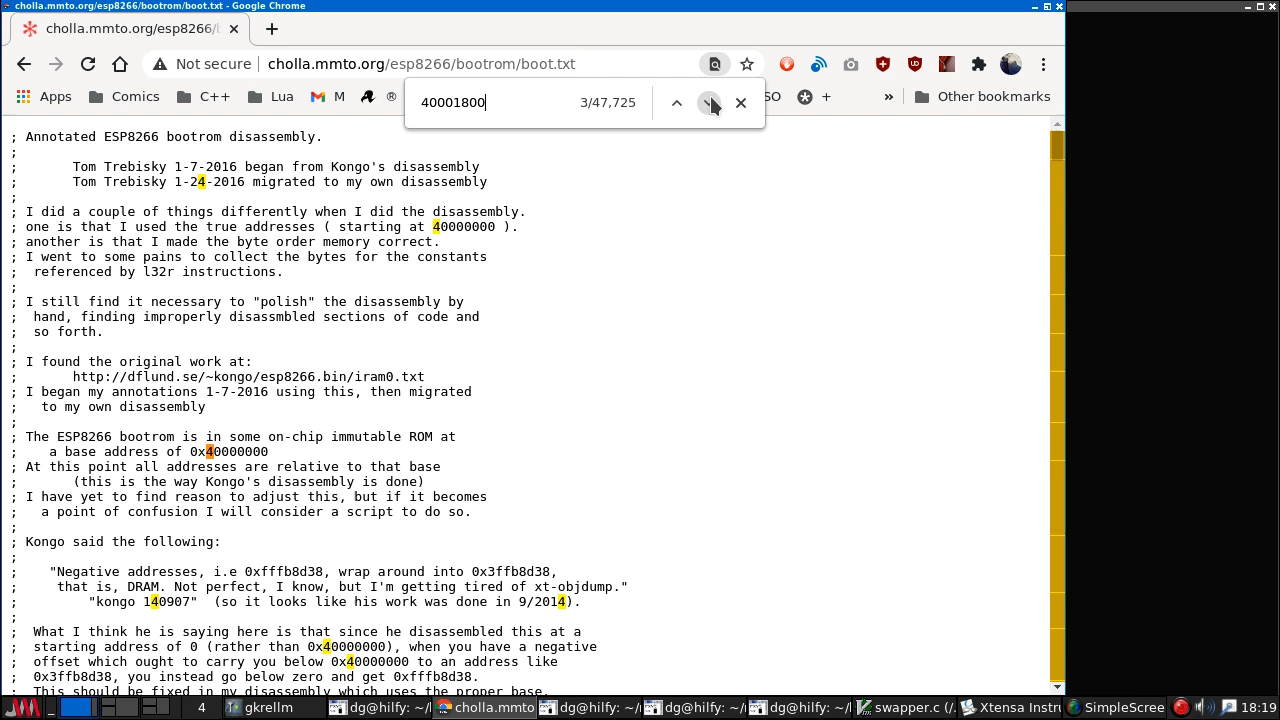 cholla.mmto.org/esp8266/bootrom/boot.txt - Google Chrome
cholla.mmto.org/esp8266/b
Not secure cholla.mmto.org/esp8266/bootrom/boot.txt
Apps Comix C++ Lua M A ® SO + » Other bookmarks
40001800 3/47,725
; Annotated ESP8266 bootrom disassembly.
;
; Tom Trebisky 1-7-2016 began from Kongo's disassembly
; Tom Trebisky 1-24-2016 migrated to my own disassembly
;
; I did a couple of things differently when I did the disassembly.
; one is that I used the true addresses ( starting at 40000000 ).
; another is that I made the byte order memory correct.
; I went to some pains to collect the bytes for the constants
; referenced by l32r instructions.
;
; I still find it necessary to "polish" the disassembly by
; hand, finding improperly disassmbled sections of code and
; so forth.
;
; I found the original work at:
; http://dflund.se/~kongo/esp8266.bin/iram0.txt
; I began my annotations 1-7-2016 using this, then migrated
; to my own disassembly
;
; The ESP8266 bootrom is in some on-chip immutable ROM at
; a base address of 0x40000000
; At this point all addresses are relative to that base
; (this is the way Kongo's disassembly is done)
; I have yet to find reason to adjust this, but if it becomes
; a point of confusion I will consider a script to do so.
;
; Kongo said the following:
;
; "Negative addresses, i.e 0xfffb8d38, wrap around into 0x3ffb8d38,
; that is, DRAM. Not perfect, I know, but I'm getting tired of xt-objdump."
; "kongo 140907" (so it looks like his work was done in 9/2014).
;
; What I think he is saying here is that since he disassembled this at a
; starting address of 0 (rather than 0x40000000), when you have a negative
; offset which ought to carry you below 0x40000000 to an address like
; 0x3ffb8d38, you instead go below zero and get 0xfffb8d38.
; This should be fixed in my disassembly which uses the proper base.
4 gkrellm dg@hilfy: ~/ cholla.mmto dg@hilfy: ~/ dg@hilfy: ~/ dg@hilfy: ~/ swapper.c (/. Xtensa Instru SimpleScree 18:19